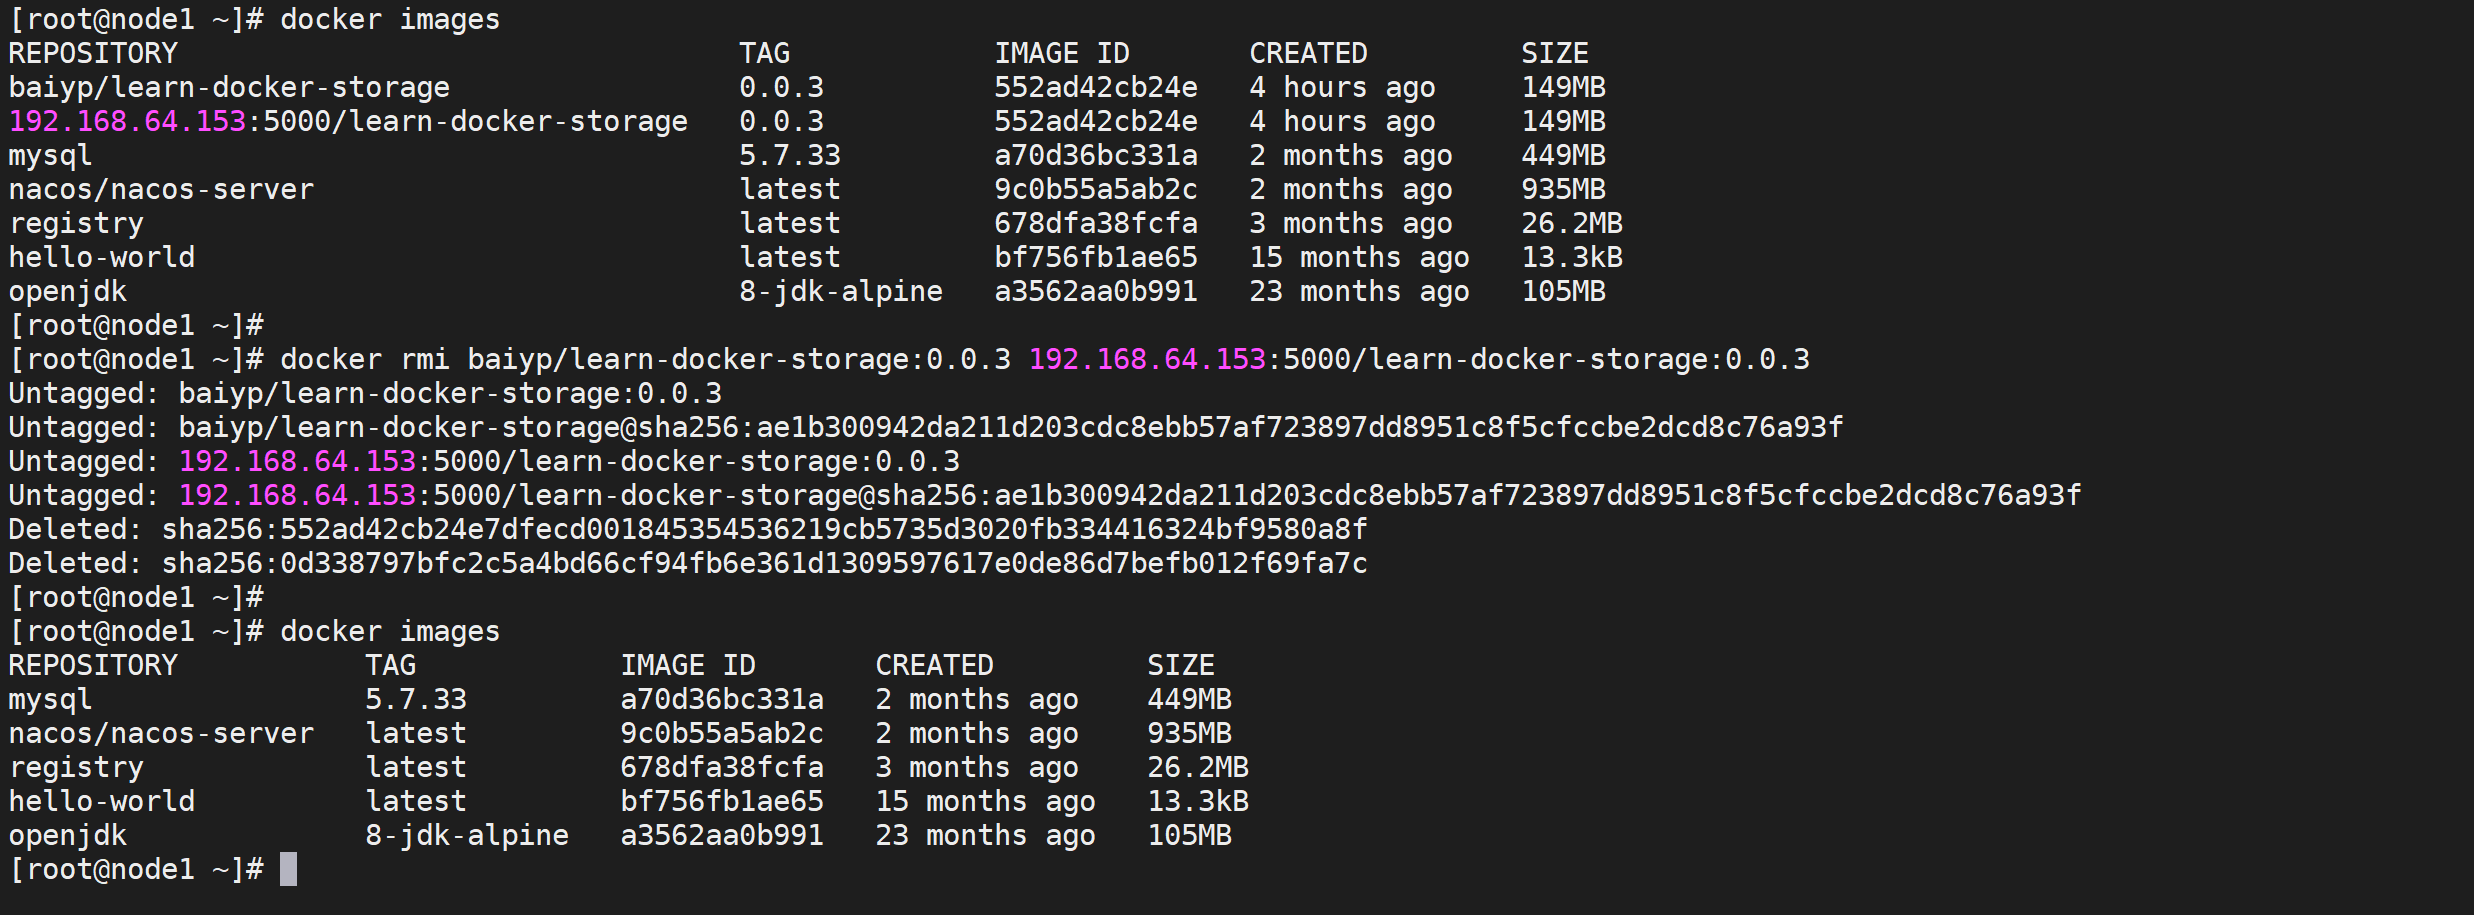 [root@node1 ~]# docker images
REPOSITORY TAG IMAGE ID CREATED SIZE
baiyp/learn-docker-storage 0.0.3 552ad42cb24e 4 hours ago 149MB
192.168.64.153:5000/learn-docker-storage 0.0.3 552ad42cb24e 4 hours ago 149MB
mysql 5.7.33 a70d36bc331a 2 months ago 449MB
nacos/nacos-server latest 9c0b55a5ab2c 2 months ago 935MB
registry latest 678dfa38fcfa 3 months ago 26.2MB
hello-world latest bf756fb1ae65 15 months ago 13.3kB
openjdk 8-jdk-alpine a3562aa0b991 23 months ago 105MB
[root@node1 ~]#
[root@node1 ~]# docker rmi baiyp/learn-docker-storage:0.0.3 192.168.64.153:5000/learn-docker-storage:0.0.3
Untagged: baiyp/learn-docker-storage:0.0.3
Untagged: baiyp/learn-docker-storage@sha256:ae1b300942da211d203cdc8ebb57af723897dd8951c8f5cfccbe2dcd8c76a93f
Untagged: 192.168.64.153:5000/learn-docker-storage:0.0.3
Untagged: 192.168.64.153:5000/learn-docker-storage@sha256:ae1b300942da211d203cdc8ebb57af723897dd8951c8f5cfccbe2dcd8c76a93f
Deleted: sha256:552ad42cb24e7dfecd001845354536219cb5735d3020fb334416324bf9580a8f
Deleted: sha256:0d338797bfc2c5a4bd66cf94fb6e361d1309597617e0de86d7befb012f69fa7c
[root@node1 ~]#
[root@node1 ~]# docker images
REPOSITORY TAG IMAGE ID CREATED SIZE
mysql 5.7.33 a70d36bc331a 2 months ago 449MB
nacos/nacos-server latest 9c0b55a5ab2c 2 months ago 935MB
registry latest 678dfa38fcfa 3 months ago 26.2MB
hello-world latest bf756fb1ae65 15 months ago 13.3kB
openjdk 8-jdk-alpine a3562aa0b991 23 months ago 105MB
[root@node1 ~]#